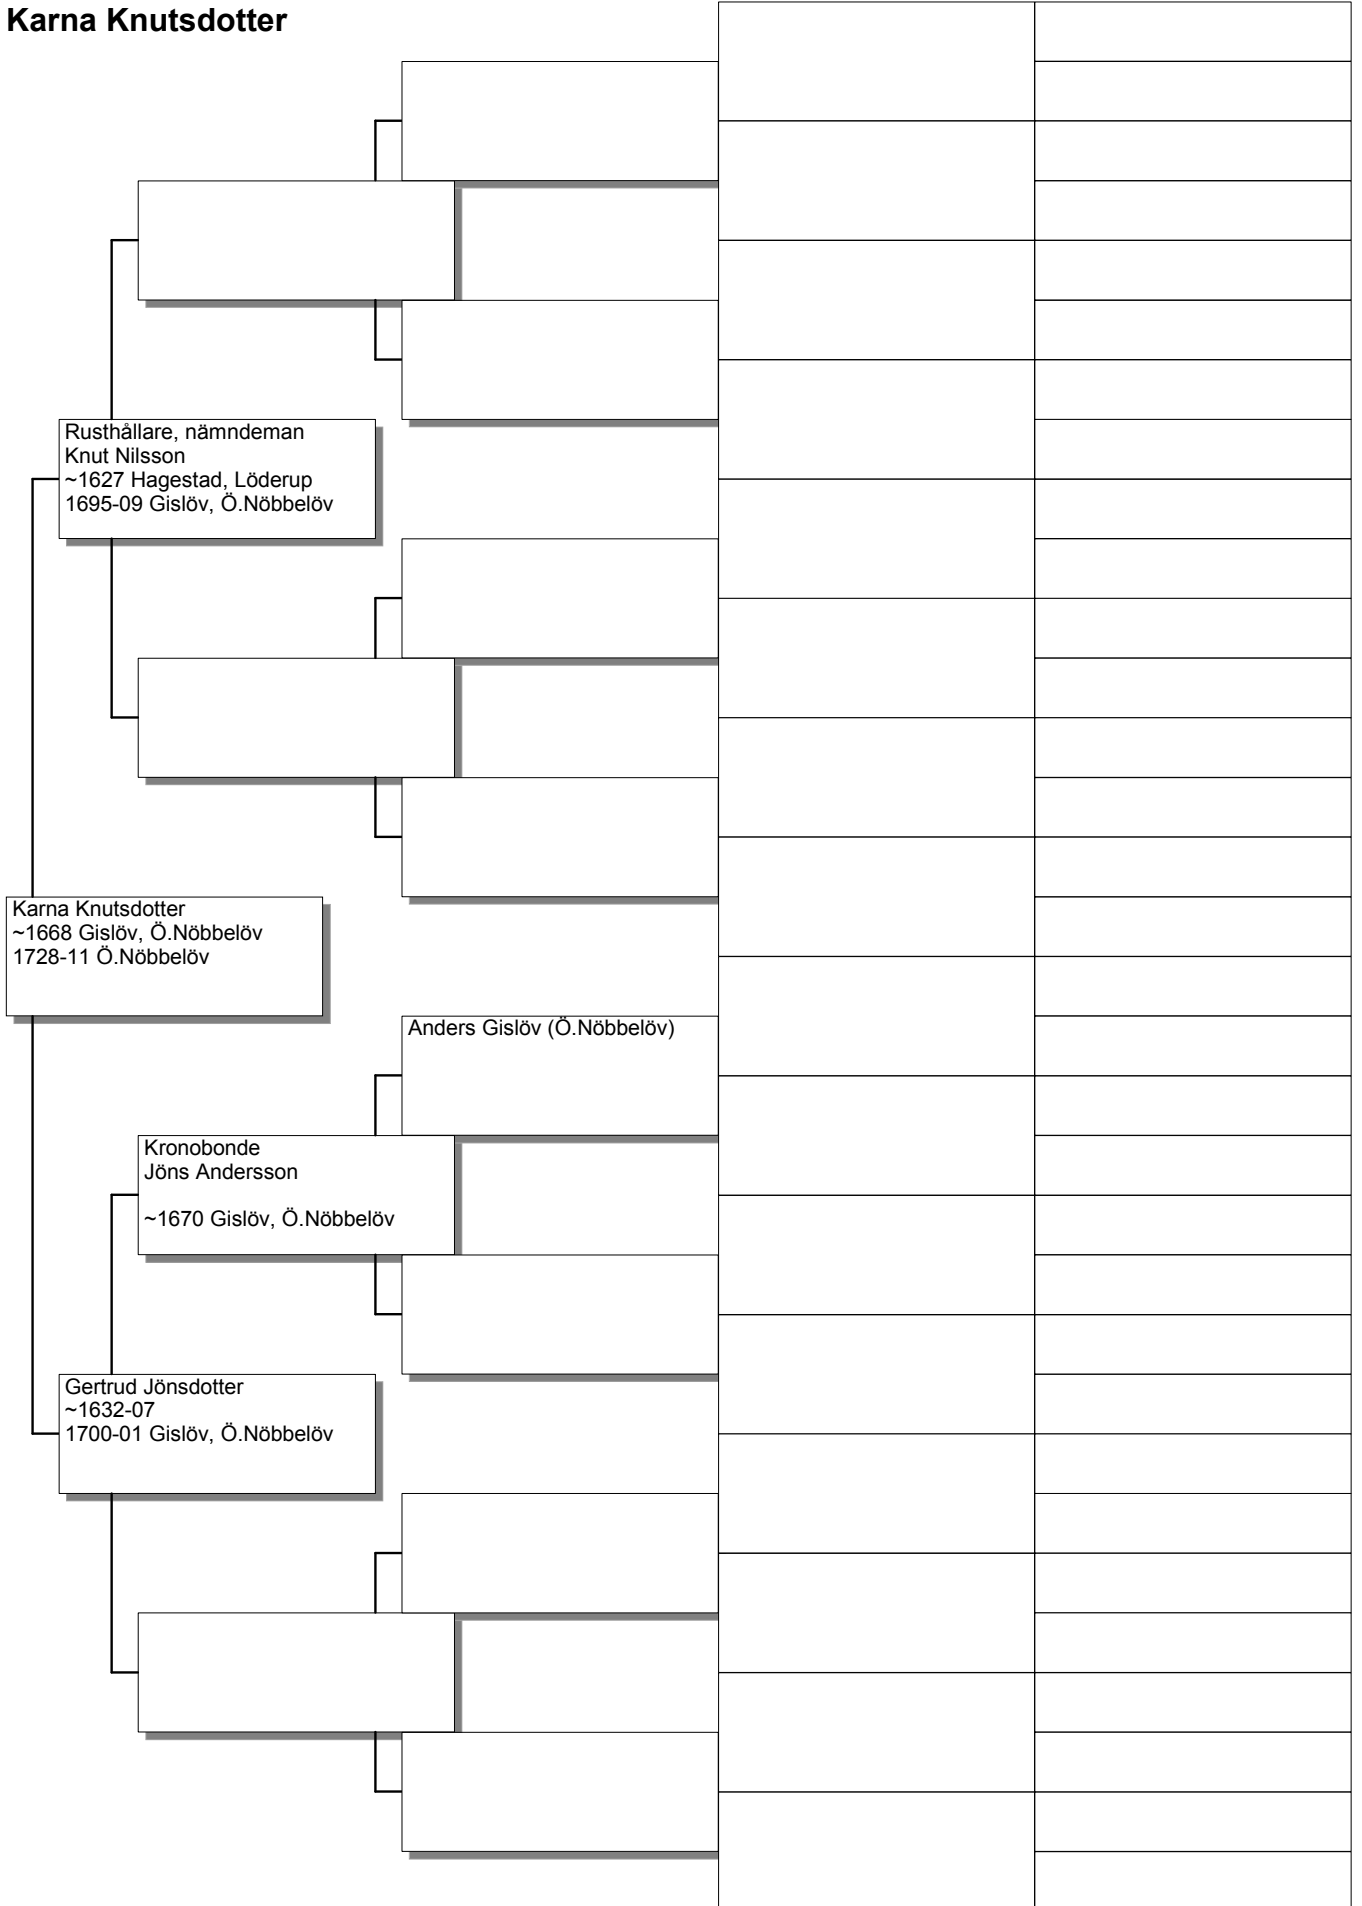 Karna Knutsdotter
Rusthållare, nämndeman
Knut Nilsson
~1627 Hagestad, Löderup
1695-09 Gislöv, Ö.Nöbbelöv
Karna Knutsdotter
~1668 Gislöv, Ö.Nöbbelöv
1728-11 Ö.Nöbbelöv
Anders Gislöv (Ö.Nöbbelöv)
Kronobonde
Jöns Andersson
~1670 Gislöv, Ö.Nöbbelöv
Gertrud Jönsdotter
~1632-07
1700-01 Gislöv, Ö.Nöbbelöv